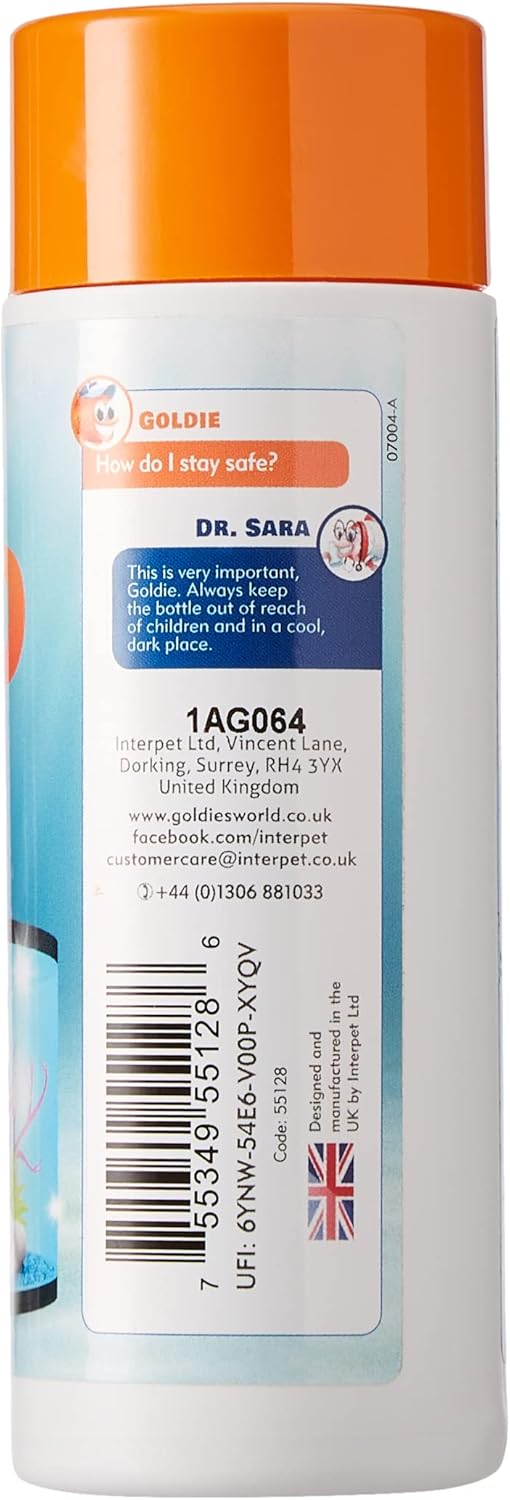 GOLDIE
How do I stay safe?
DR. SARA
This is very important,
Goldie. Always keep
the bottle out of reach
of children and in a cool,
dark place.
1AG064
Interpet Ltd, Vincent Lane,
Dorking, Surrey, RH4 3YX
United Kingdom
www.goldiesworld.co.uk
facebook.com/interpet
customercare@interpet.co.uk
+44 (0)1306 881033
7 55349 55128 6
UFI: 6YNW-54E6-V00P-XYQV
Code: 55128
Designed and
manufactured in the
UK by Interpet Ltd
07004-A